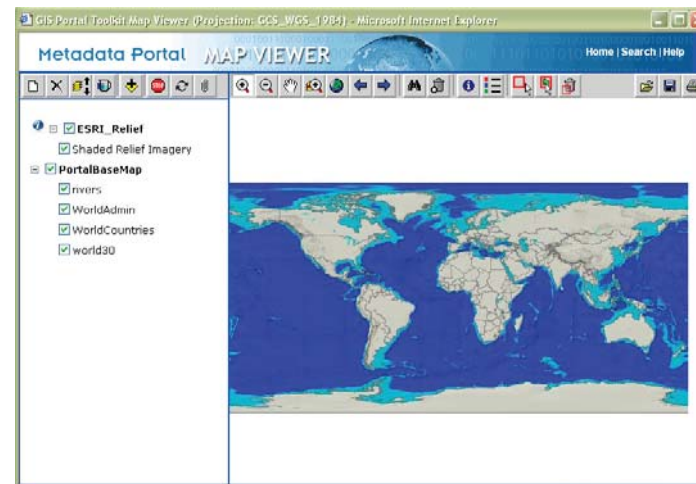 GIS Portal Toolkit Map Viewer (Projection: GCS_WGS_1984) - Microsoft Internet Explorer
Metadata Portal MAP VIEWER
Home | Search | Help
STOP
ESRI_Relief
Shaded Relief Imagery
PortalBaseMap
rivers
WorldAdmin
WorldCountries
world30